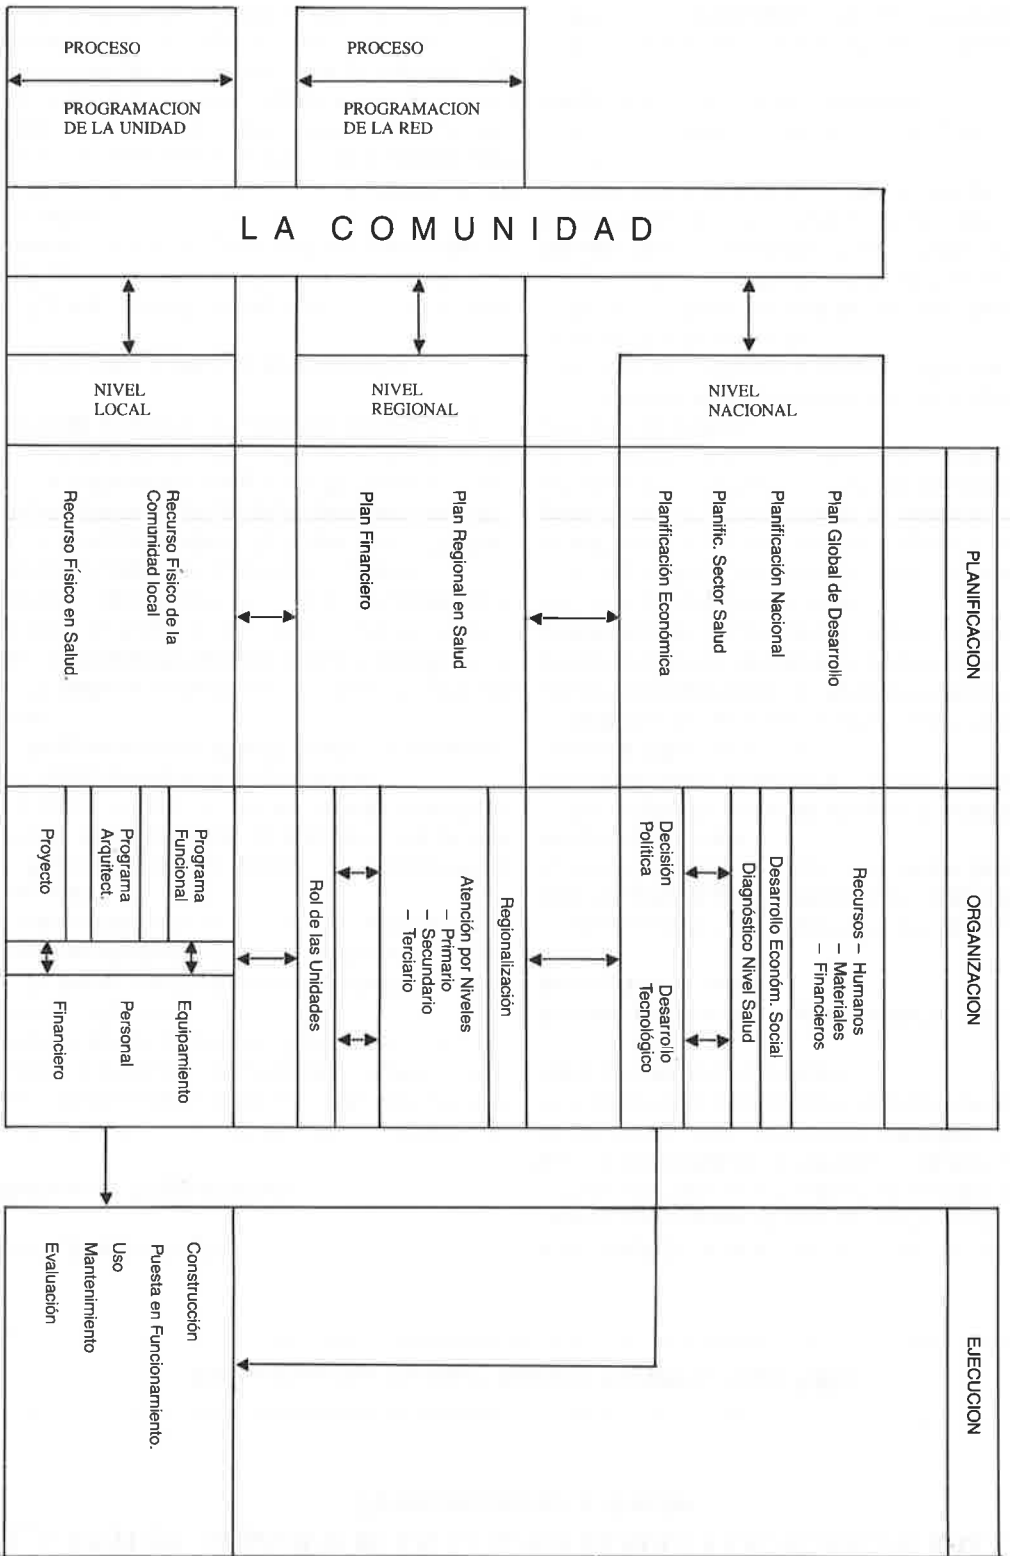 PROCESO
PROGRAMACION
DE LA UNIDAD
PROCESO
PROGRAMACION
DE LA RED
LA COMUNIDAD
NIVEL
LOCAL
NIVEL
REGIONAL
NIVEL
NACIONAL
PLANIFICACION
Plan Global de Desarrollo
Planificación Nacional
Planific. Sector Salud
Planificación Económica
Plan Regional en Salud
Plan Financiero
Recurso Físico de la
Comunidad local
Recurso Físico en Salud.
ORGANIZACION
Recursos – Humanos
– Materiales
– Financieros
Desarrollo Económ. Social
Diagnóstico Nivel Salud
Decisión
Política
Desarrollo
Tecnológico
Regionalización
Atención por Niveles
– Primario
– Secundario
– Terciario
Rol de las Unidades
Programa
Funcional
Programa
Arquitect.
Proyecto
Equipamiento
Personal
Financiero
EJECUCION
Construcción
Puesta en Funcionamiento.
Uso
Mantenimiento
Evaluación